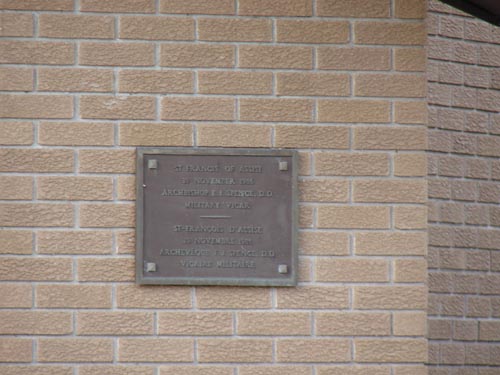 ST. FRANCIS OF ASSISI
NOVEMBER
ARCHBISHOP F. J. SPENCE, D.D.
MILITARY VICAR
ST-FRANÇOIS D'ASSISE
NOVEMBRE
ARCHEVÊQUE F. J. SPENCE, D.D.
VICAIRE MILITAIRE